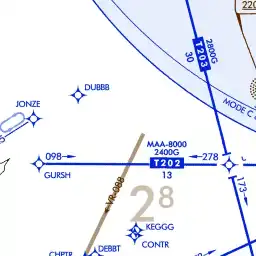 220
2800G
T203
30
MODE C
DUBBB
JONZE
MAA-8000
2400G
098
T202
278
13
GURSH
173
VR-088
28
KEGGG
CONTR
DEBBT
CHPTR